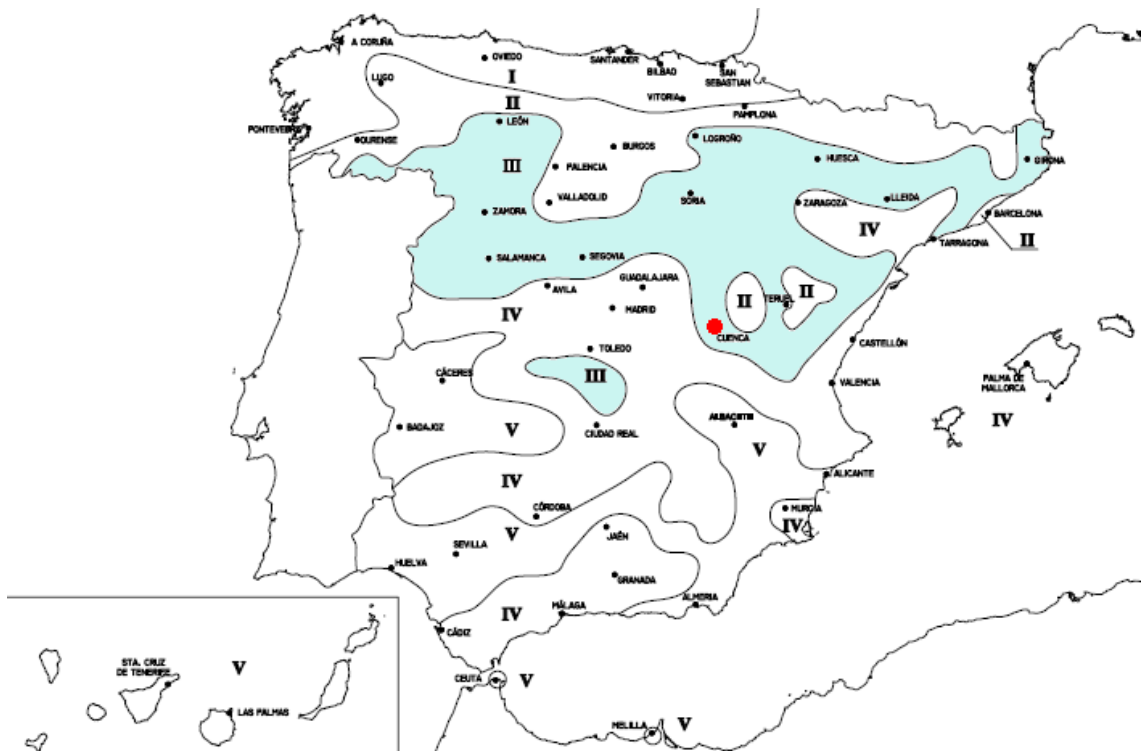 A CORUÑA
OVIEDO
SANTANDER
BILBAO
SAN
SEBASTIAN
LUGO
I
VITORIA
II
PAMPLONA
LEÓN
PONTEVEDRA
OURENSE
LOGROÑO
BURGOS
HUESCA
GIRONA
III
PALENCIA
VALLADOLID
SORIA
ZARAGOZA
LLEIDA
ZAMORA
BARCELONA
IV
TARRAGONA
II
SALAMANCA
SEGOVIA
GUADALAJARA
AVILA
II
TERUEL
II
IV
MADRID
CUENCA
CASTELLÓN
TOLEDO
CÁCERES
III
VALENCIA
PALMA DE
MALLORCA
IV
BADAJOZ
V
CIUDAD REAL
ALBACETE
V
IV
ALICANTE
CÓRDOBA
MURCIA
IV
V
JAÉN
SEVILLA
HUELVA
GRANADA
ALMERIA
MÁLAGA
IV
CÁDIZ
STA. CRUZ
DE TENERIFE
V
CEUTA
V
LAS PALMAS
MELILLA
V